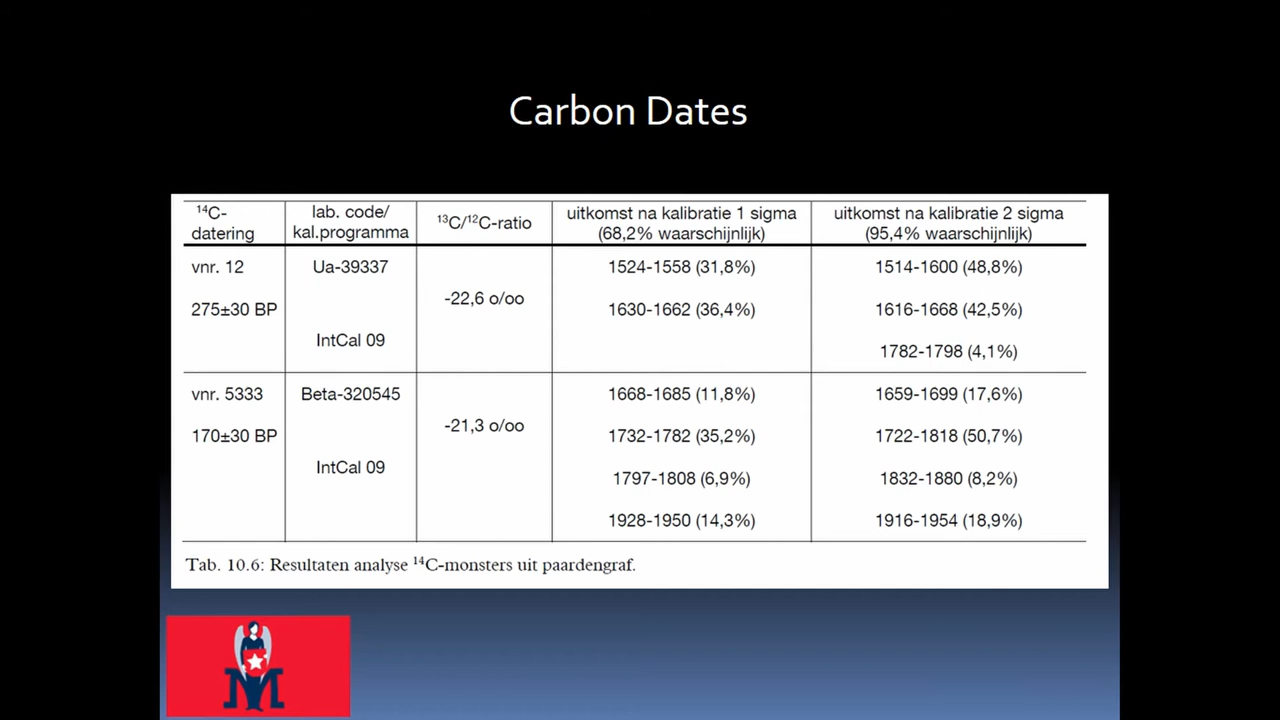 Carbon Dates
¹⁴C-
datering
lab. code/
kal.programma
¹³C/¹²C-ratio
uitkomst na kalibratie 1 sigma
(68,2% waarschijnlijk)
uitkomst na kalibratie 2 sigma
(95,4% waarschijnlijk)
vnr. 12
275±30 BP
Ua-39337
IntCal 09
-22,6 o/oo
1524-1558 (31,8%)
1630-1662 (36,4%)
1514-1600 (48,8%)
1616-1668 (42,5%)
1782-1798 (4,1%)
vnr. 5333
170±30 BP
Beta-320545
IntCal 09
-21,3 o/oo
1668-1685 (11,8%)
1732-1782 (35,2%)
1797-1808 (6,9%)
1928-1950 (14,3%)
1659-1699 (17,6%)
1722-1818 (50,7%)
1832-1880 (8,2%)
1916-1954 (18,9%)
Tab. 10.6: Resultaten analyse ¹⁴C-monsters uit paardengraf.
M